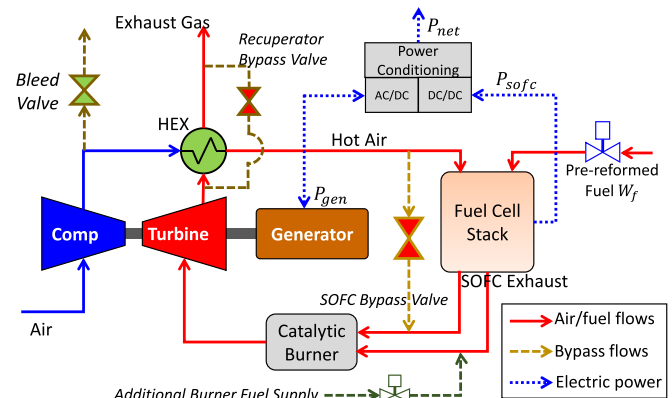 Exhaust Gas
Recuperator
Bypass Valve
P_net
Power
Conditioning
AC/DC
DC/DC
P_sofc
Bleed
Valve
HEX
Hot Air
Pre-reformed
Fuel W_f
P_gen
Comp
Turbine
Generator
Fuel Cell
Stack
SOFC Exhaust
SOFC Bypass Valve
Air
Catalytic
Burner
Air/fuel flows
Bypass flows
Electric power
Additional Burner Fuel Supply